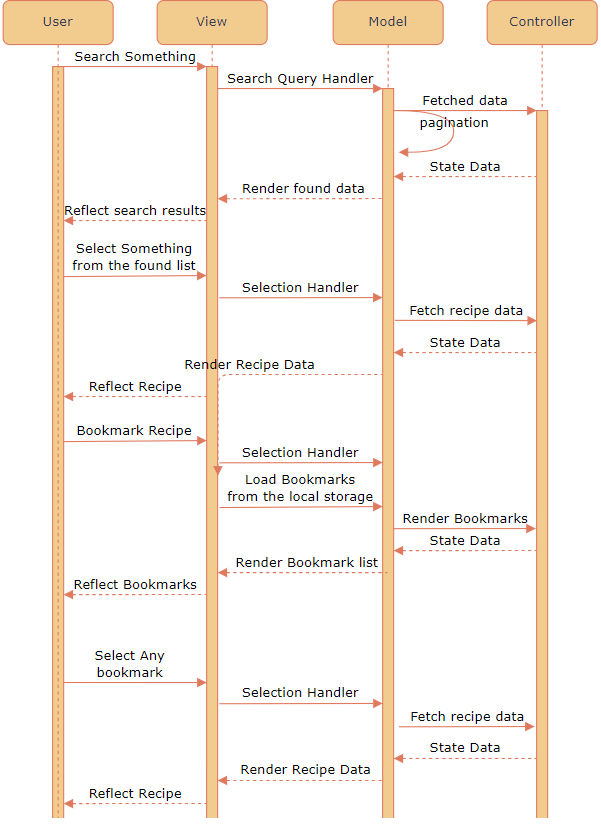 User
View
Model
Controller
Search Something
Search Query Handler
Fetched data
pagination
State Data
Render found data
Reflect search results
Select Something
from the found list
Selection Handler
Fetch recipe data
State Data
Render Recipe Data
Reflect Recipe
Bookmark Recipe
Selection Handler
Load Bookmarks
from the local storage
Render Bookmarks
State Data
Render Bookmark list
Reflect Bookmarks
Select Any
bookmark
Selection Handler
Fetch recipe data
State Data
Render Recipe Data
Reflect Recipe